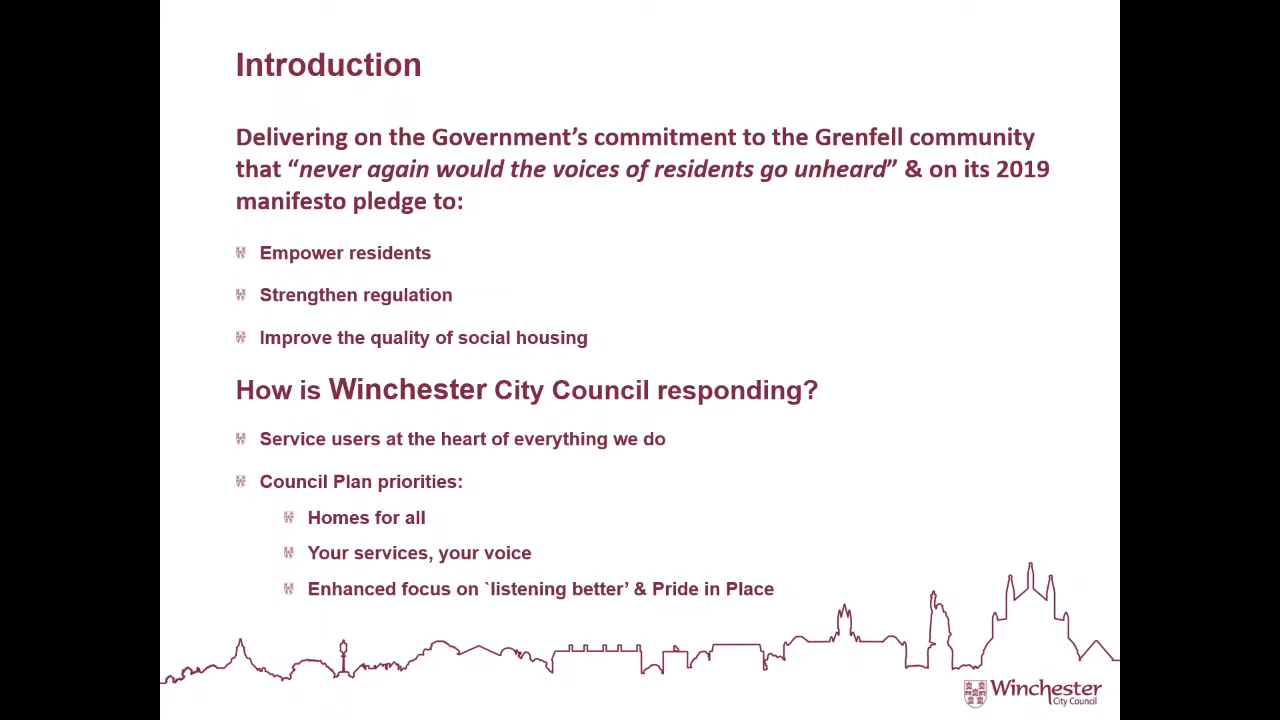 Introduction
Delivering on the Government’s commitment to the Grenfell community
that “never again would the voices of residents go unheard” & on its 2019
manifesto pledge to:
Empower residents
Strengthen regulation
Improve the quality of social housing
How is Winchester City Council responding?
Service users at the heart of everything we do
Council Plan priorities:
Homes for all
Your services, your voice
Enhanced focus on `listening better’ & Pride in Place
Winchester
City Council